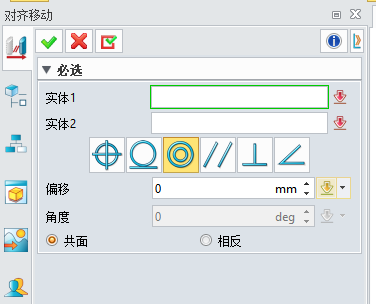 对齐移动
必选
实体1
实体2
偏移 0 mm
角度 0 deg
共面 相反